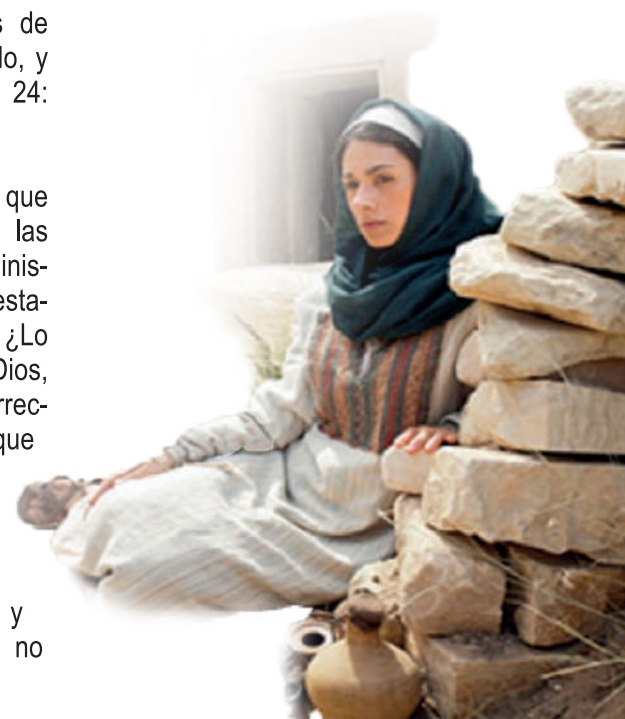 s de
lo, y
24:
que
las
inis-
esta-
¿Lo
Dios,
rrec-
que
y
no